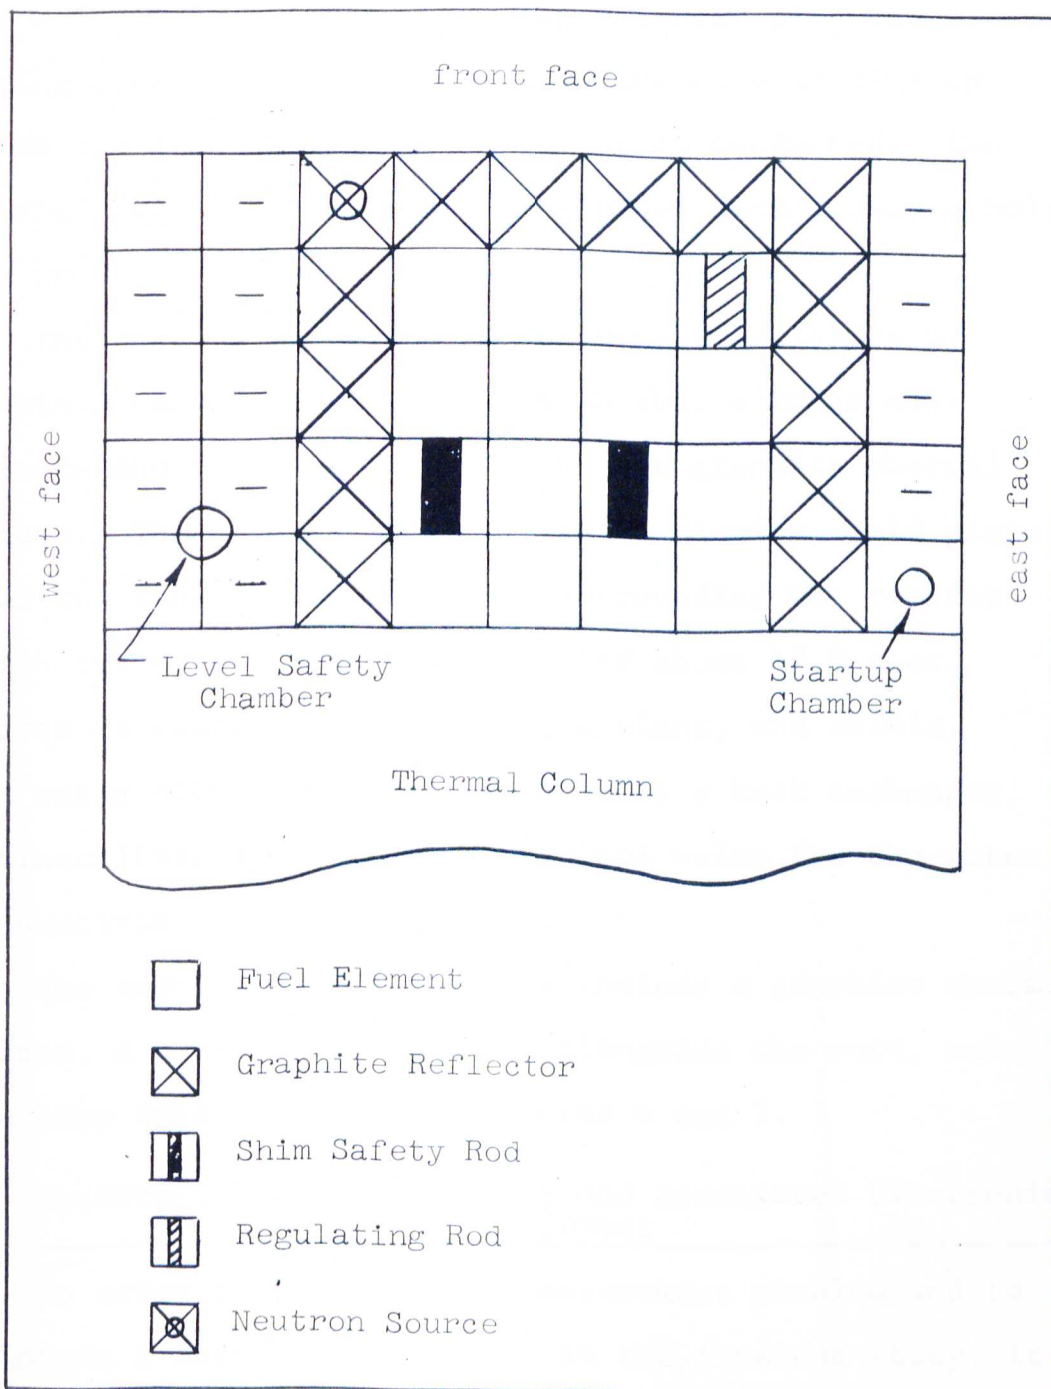 front face
west face
east face
Level Safety
Chamber
Startup
Chamber
Thermal Column
Fuel Element
Graphite Reflector
Shim Safety Rod
Regulating Rod
Neutron Source